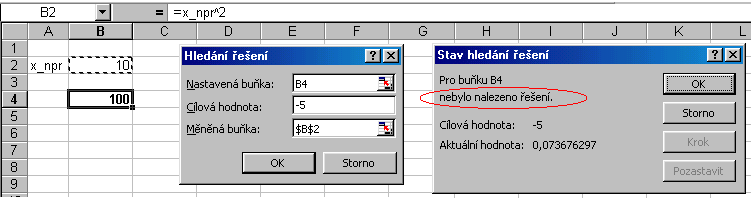 B2 = =x_npr^2
A B C D E F G H I J K L
1
2 x_npr 10
3
4 100
5
6
7
8
9
Hledání řešení
Nastavená buňka: B4
Cílová hodnota: -5
Měněná buňka: $B$2
OK Storno
Stav hledání řešení
Pro buňku B4
nebylo nalezeno řešení.
Cílová hodnota: -5
Aktuální hodnota: 0,073676297
OK
Storno
Krok
Pozastavit